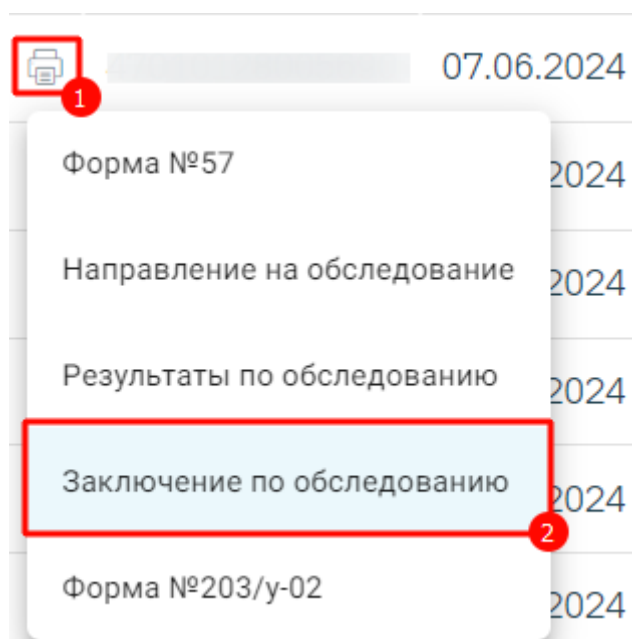 07.06.2024
1
Форма №57
2024
Направление на обследование
2024
Результаты по обследованию
2024
Заключение по обследованию
2024
2
Форма №203/у-02
2024